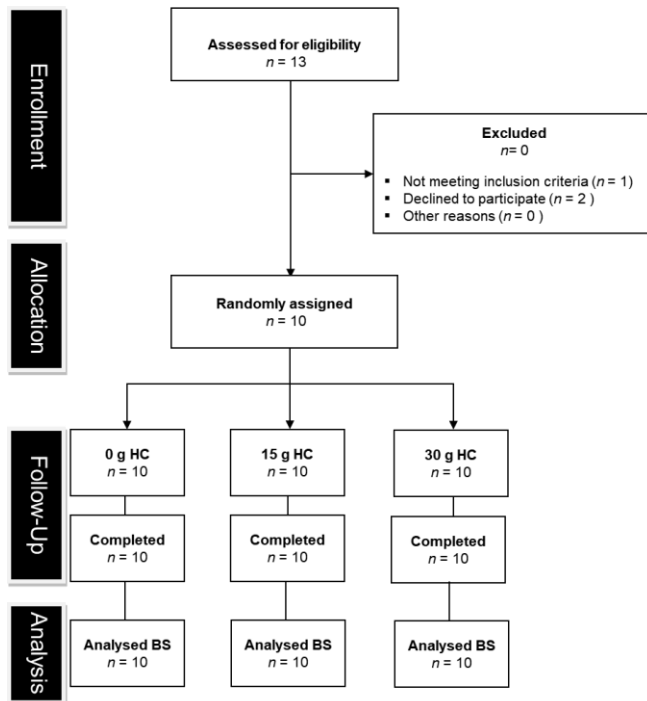 Enrollment
Assessed for eligibility
n = 13
Excluded
n= 0
▪ Not meeting inclusion criteria (n = 1)
▪ Declined to participate (n = 2 )
▪ Other reasons (n = 0 )
Allocation
Randomly assigned
n = 10
Follow-Up
0 g HC
n = 10
15 g HC
n = 10
30 g HC
n = 10
Completed
n = 10
Completed
n = 10
Completed
n = 10
Analysis
Analysed BS
n = 10
Analysed BS
n = 10
Analysed BS
n = 10